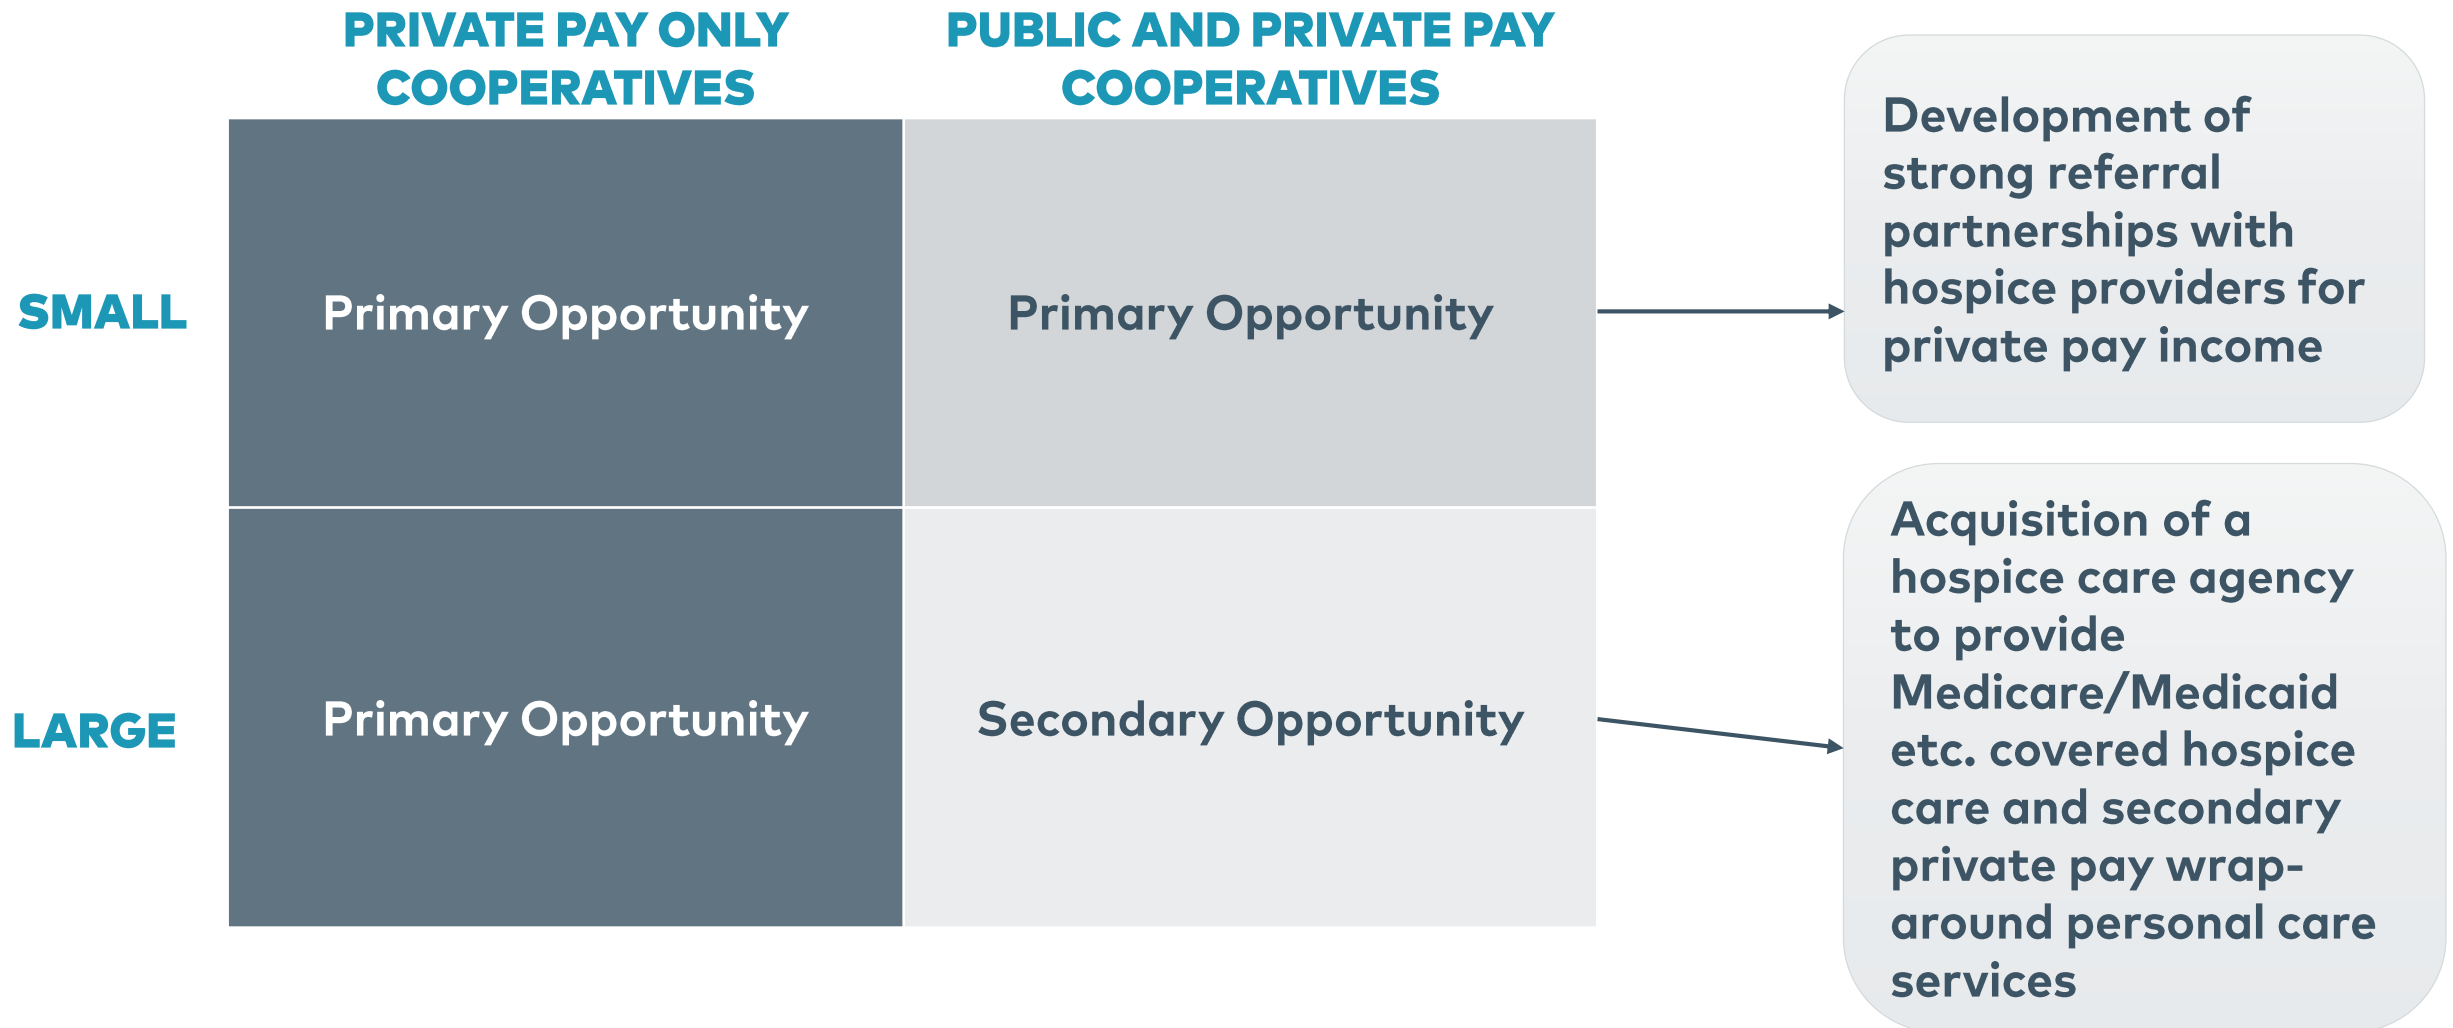 PRIVATE PAY ONLY
COOPERATIVES
PUBLIC AND PRIVATE PAY
COOPERATIVES
SMALL
Primary Opportunity
Primary Opportunity
Development of
strong referral
partnerships with
hospice providers for
private pay income
LARGE
Primary Opportunity
Secondary Opportunity
Acquisition of a
hospice care agency
to provide
Medicare/Medicaid
etc. covered hospice
care and secondary
private pay wrap-
around personal care
services